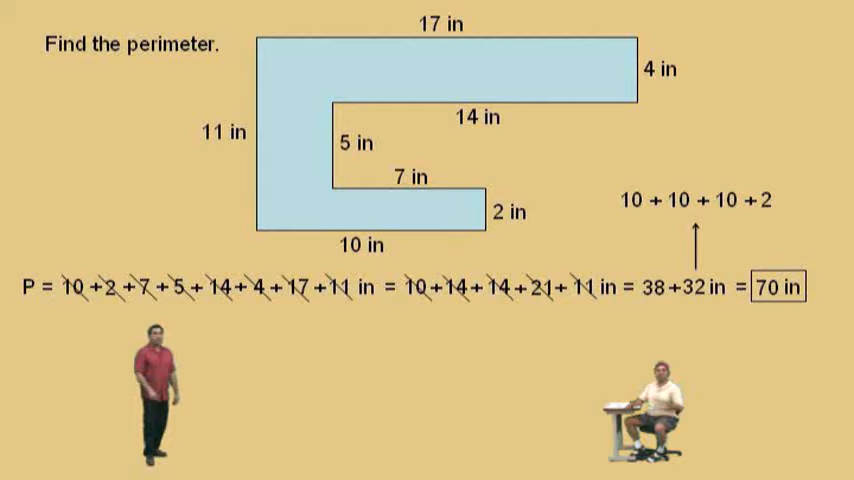 17 in
Find the perimeter.
4 in
14 in
11 in
5 in
7 in
10 + 10 + 10 + 2
2 in
10 in
P = 10 + 2 + 7 + 5 + 14 + 4 + 17 + 11 in = 10 + 14 + 14 + 21 + 11 in = 38 + 32 in = 70 in